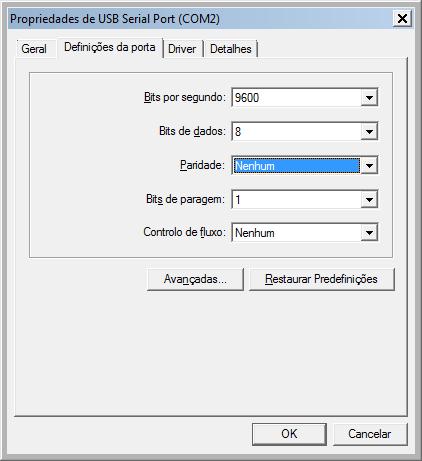 Propriedades de USB Serial Port (COM2)
Geral Definições da porta Driver Detalhes
Bits por segundo: 9600
Bits de dados: 8
Paridade: Nenhum
Bits de paragem: 1
Controlo de fluxo: Nenhum
Avançadas... Restaurar Predefinições
OK Cancelar